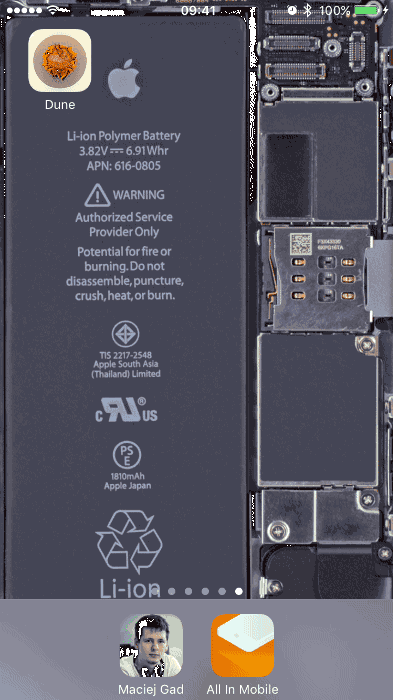 09:41
100%
Dune
Li-ion Polymer Battery
3.82V 6.91Whr
APN: 616-0805
WARNING
Authorized Service
Provider Only
Potential for fire or
burning. Do not
disassemble, puncture,
crush, heat, or burn.
TIS 2217-2548
Apple South Asia
(Thailand) Limited
c RU ® US
PS
E
1810mAh
Apple Japan
Li-ion
Maciej Gad
All In Mobile